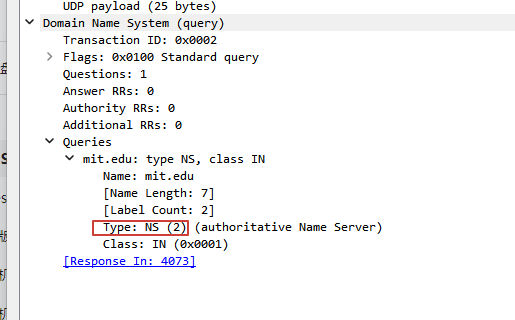 UDP payload (25 bytes)
Domain Name System (query)
Transaction ID: 0x0002
Flags: 0x0100 Standard query
Questions: 1
Answer RRs: 0
Authority RRs: 0
Additional RRs: 0
Queries
mit.edu: type NS, class IN
Name: mit.edu
[Name Length: 7]
[Label Count: 2]
Type: NS (2) (authoritative Name Server)
Class: IN (0x0001)
[Response In: 4073]